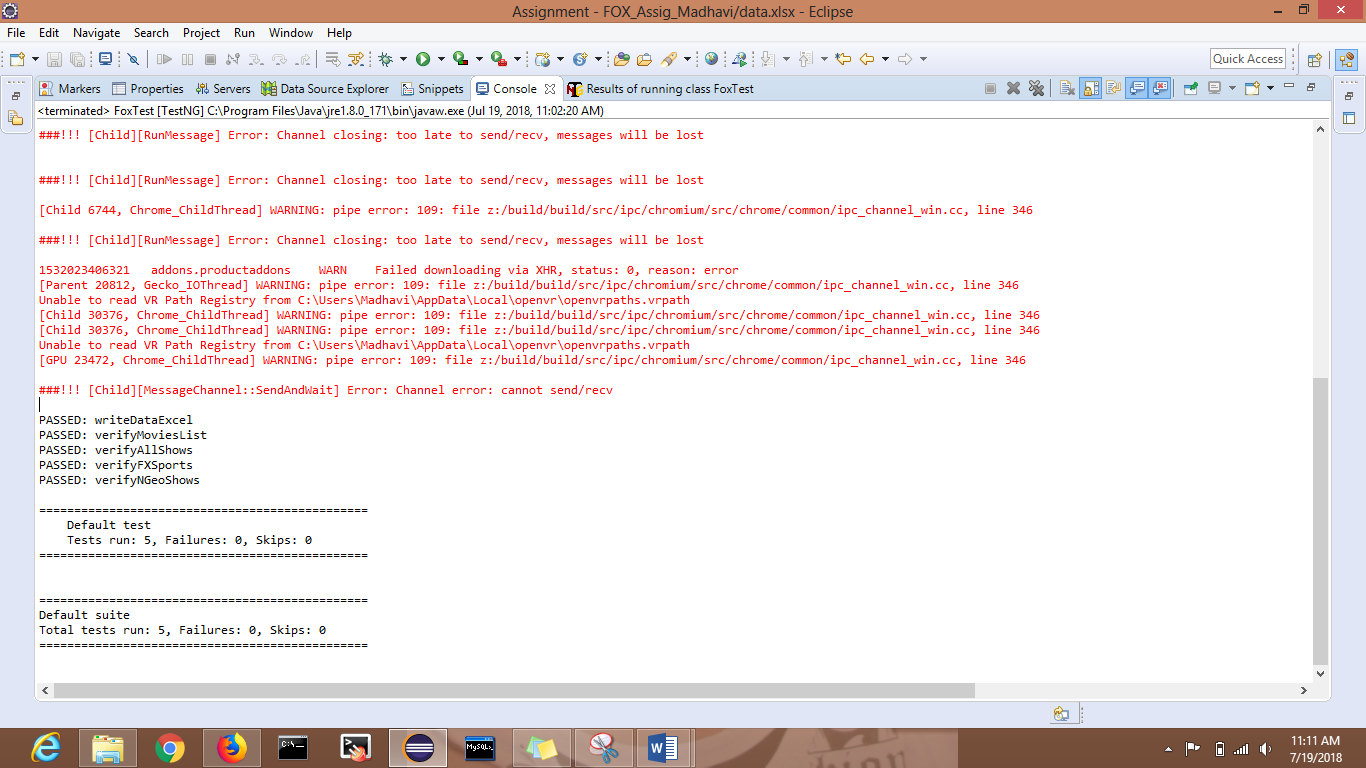 Assignment - FOX_Assig_Madhavi/data.xlsx - Eclipse
File Edit Navigate Search Project Run Window Help
Quick Access
Markers Properties Servers Data Source Explorer Snippets Console Results of running class FoxTest
<terminated> FoxTest [TestNG] C:\Program Files\Java\jre1.8.0_171\bin\javaw.exe (Jul 19, 2018, 11:02:20 AM)
###!!! [Child][RunMessage] Error: Channel closing: too late to send/recv, messages will be lost
###!!! [Child][RunMessage] Error: Channel closing: too late to send/recv, messages will be lost
[Child 6744, Chrome_ChildThread] WARNING: pipe error: 109: file z:/build/build/src/ipc/chromium/src/chrome/common/ipc_channel_win.cc, line 346
###!!! [Child][RunMessage] Error: Channel closing: too late to send/recv, messages will be lost
1532023406321 addons.productaddons WARN Failed downloading via XHR, status: 0, reason: error
[Parent 20812, Gecko_IOThread] WARNING: pipe error: 109: file z:/build/build/src/ipc/chromium/src/chrome/common/ipc_channel_win.cc, line 346
Unable to read VR Path Registry from C:\Users\Madhavi\AppData\Local\openvr\openvrpaths.vrpath
[Child 30376, Chrome_ChildThread] WARNING: pipe error: 109: file z:/build/build/src/ipc/chromium/src/chrome/common/ipc_channel_win.cc, line 346
[Child 30376, Chrome_ChildThread] WARNING: pipe error: 109: file z:/build/build/src/ipc/chromium/src/chrome/common/ipc_channel_win.cc, line 346
Unable to read VR Path Registry from C:\Users\Madhavi\AppData\Local\openvr\openvrpaths.vrpath
[GPU 23472, Chrome_ChildThread] WARNING: pipe error: 109: file z:/build/build/src/ipc/chromium/src/chrome/common/ipc_channel_win.cc, line 346
###!!! [Child][MessageChannel::SendAndWait] Error: Channel error: cannot send/recv
PASSED: writeDataExcel
PASSED: verifyMoviesList
PASSED: verifyAllShows
PASSED: verifyFXSports
PASSED: verifyNGeoShows
===============================================
Default test
Tests run: 5, Failures: 0, Skips: 0
===============================================
===============================================
Default suite
Total tests run: 5, Failures: 0, Skips: 0
===============================================
C:\_
MySQL
11:11 AM
7/19/2018